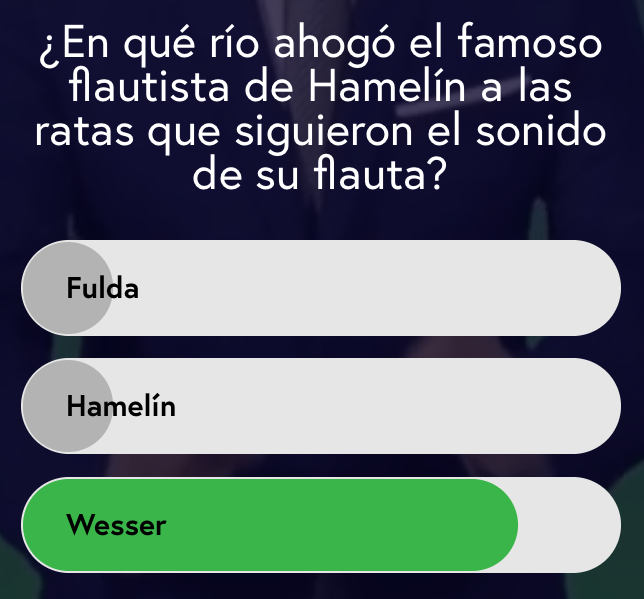 ¿En qué río ahogó el famoso
flautista de Hamelín a las
ratas que siguieron el sonido
de su flauta?
Fulda
Hamelín
Wesser